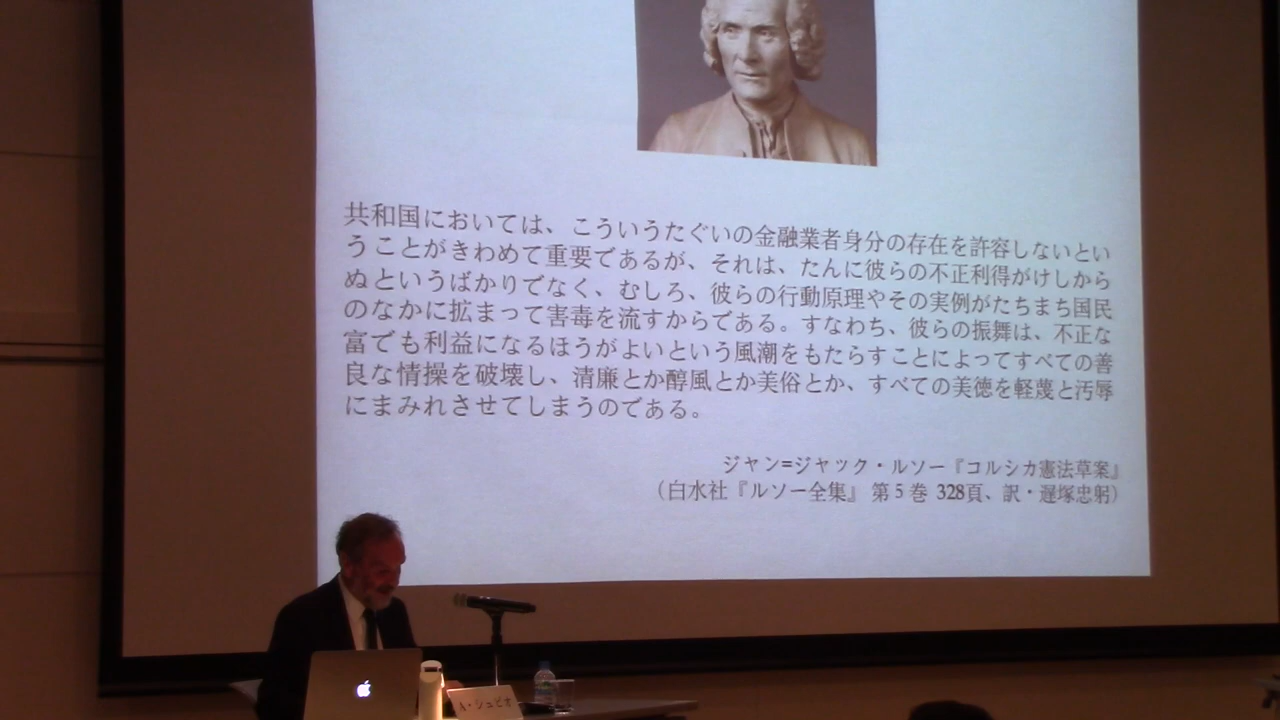 共和国においては、こういうたぐいの金融業者身分の存在を許容しないとい
うことがきわめて重要であるが、それは、たんに彼らの不正利得がけしから
ぬというばかりでなく、むしろ、彼らの行動原理やその実例がたちまち国民
のなかに拡まって害毒を流すからである。すなわち、彼らの振舞は、不正な
富でも利益になるほうがよいという風潮をもたらすことによってすべての善
良な情操を破壊し、清廉とか醇風とか美俗とか、すべての美徳を軽蔑と汚辱
にまみれさせてしまうのである。
ジャン=ジャック・ルソー『コルシカ憲法草案』
（白水社『ルソー全集』 第5巻 328頁、訳・遅塚忠躬）
A・シュピオ